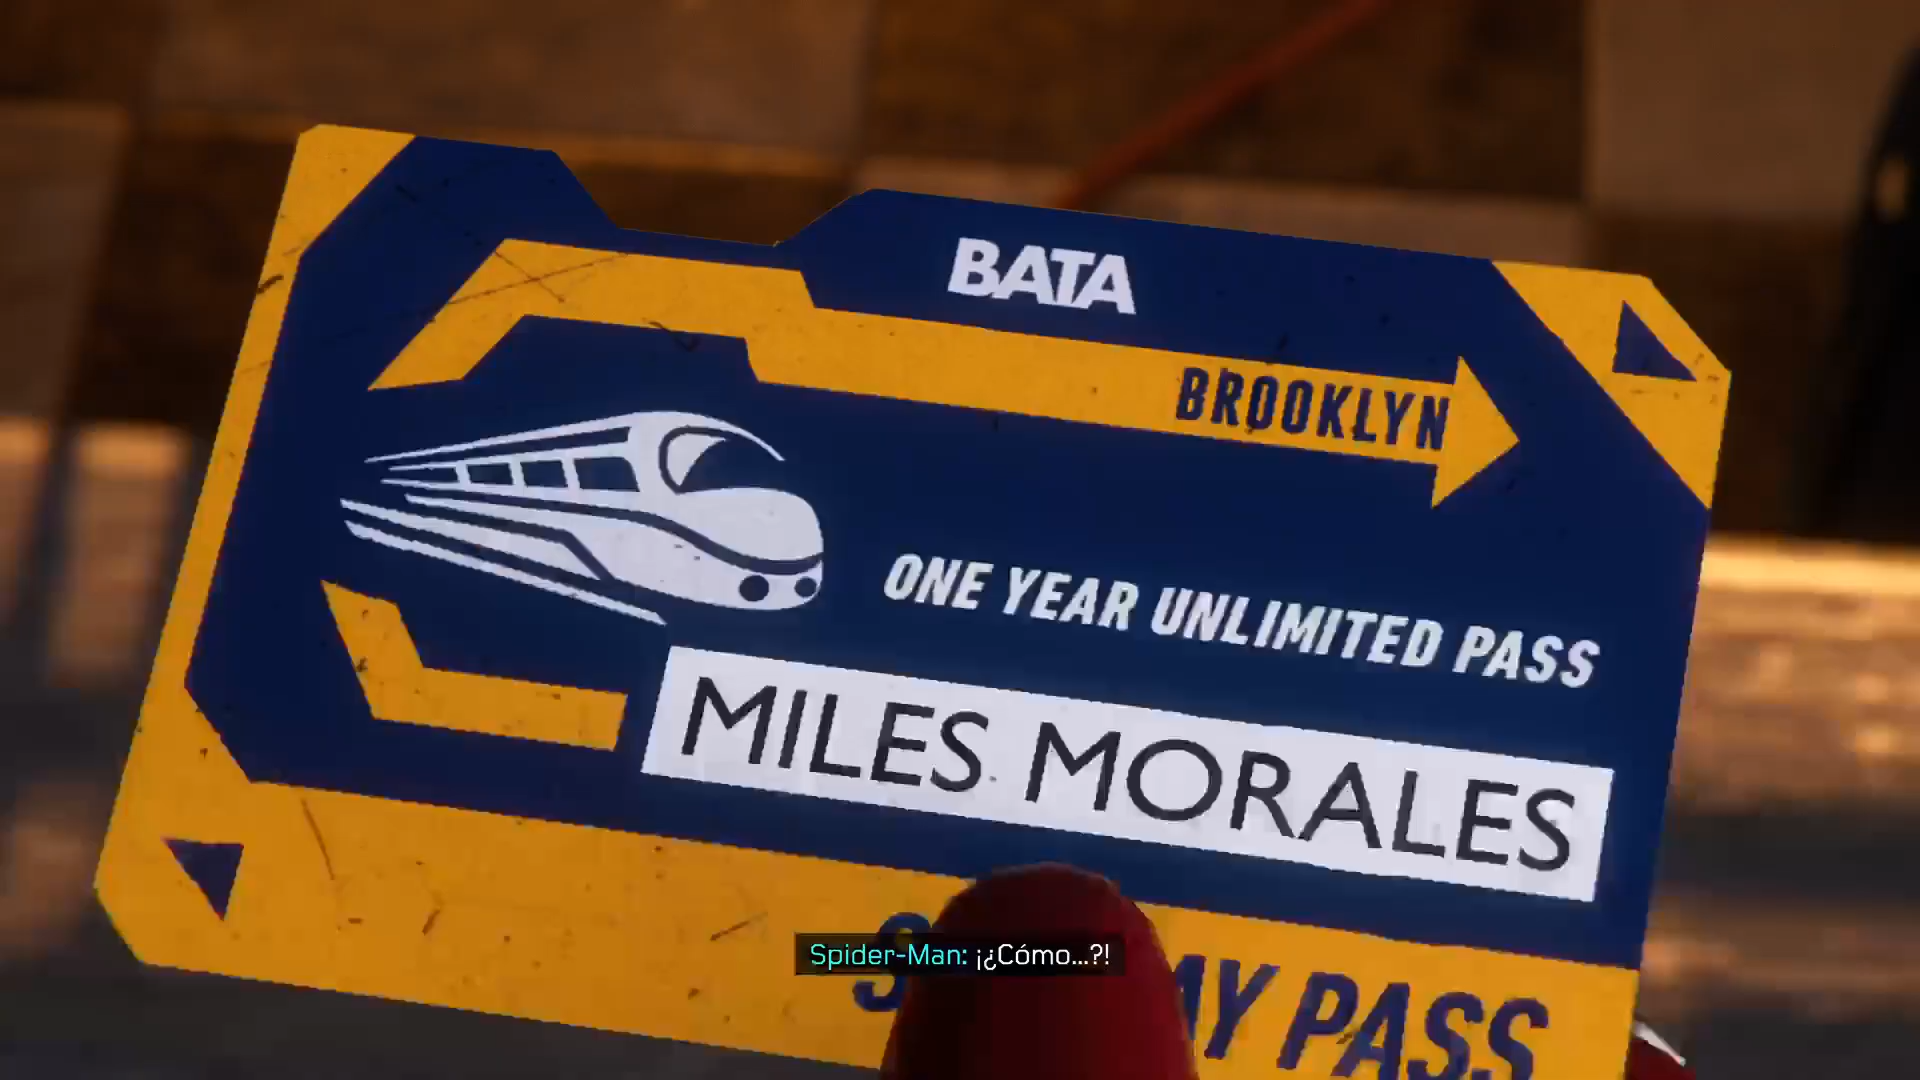 BATA
BROOKLYN
ONE YEAR UNLIMITED PASS
MILES MORALES
PASS
Spider-Man: ¡¿Cómo...?!